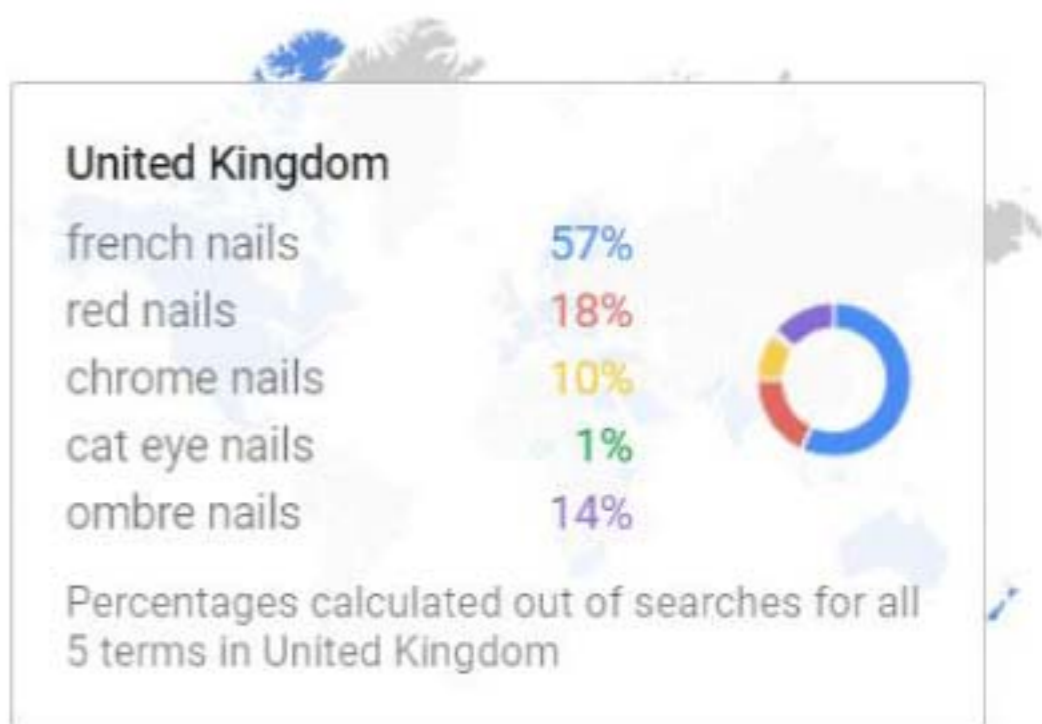 United Kingdom
french nails 57%
red nails 18%
chrome nails 10%
cat eye nails 1%
ombre nails 14%
Percentages calculated out of searches for all
5 terms in United Kingdom